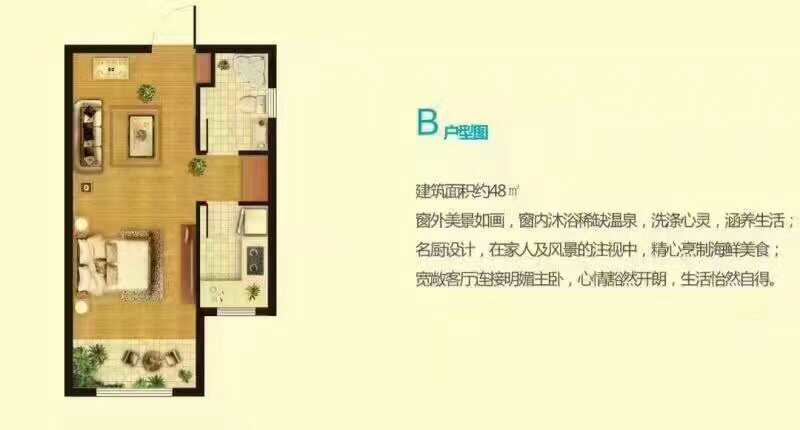 B 户型图
建筑面积约48㎡
窗外美景如画，窗内沐浴稀缺温泉，洗涤心灵，涵养生活；
名厨设计，在家人及风景的注视中，精心烹制海鲜美食；
宽敞客厅连接明媚主卧，心情豁然开朗，生活怡然自得。